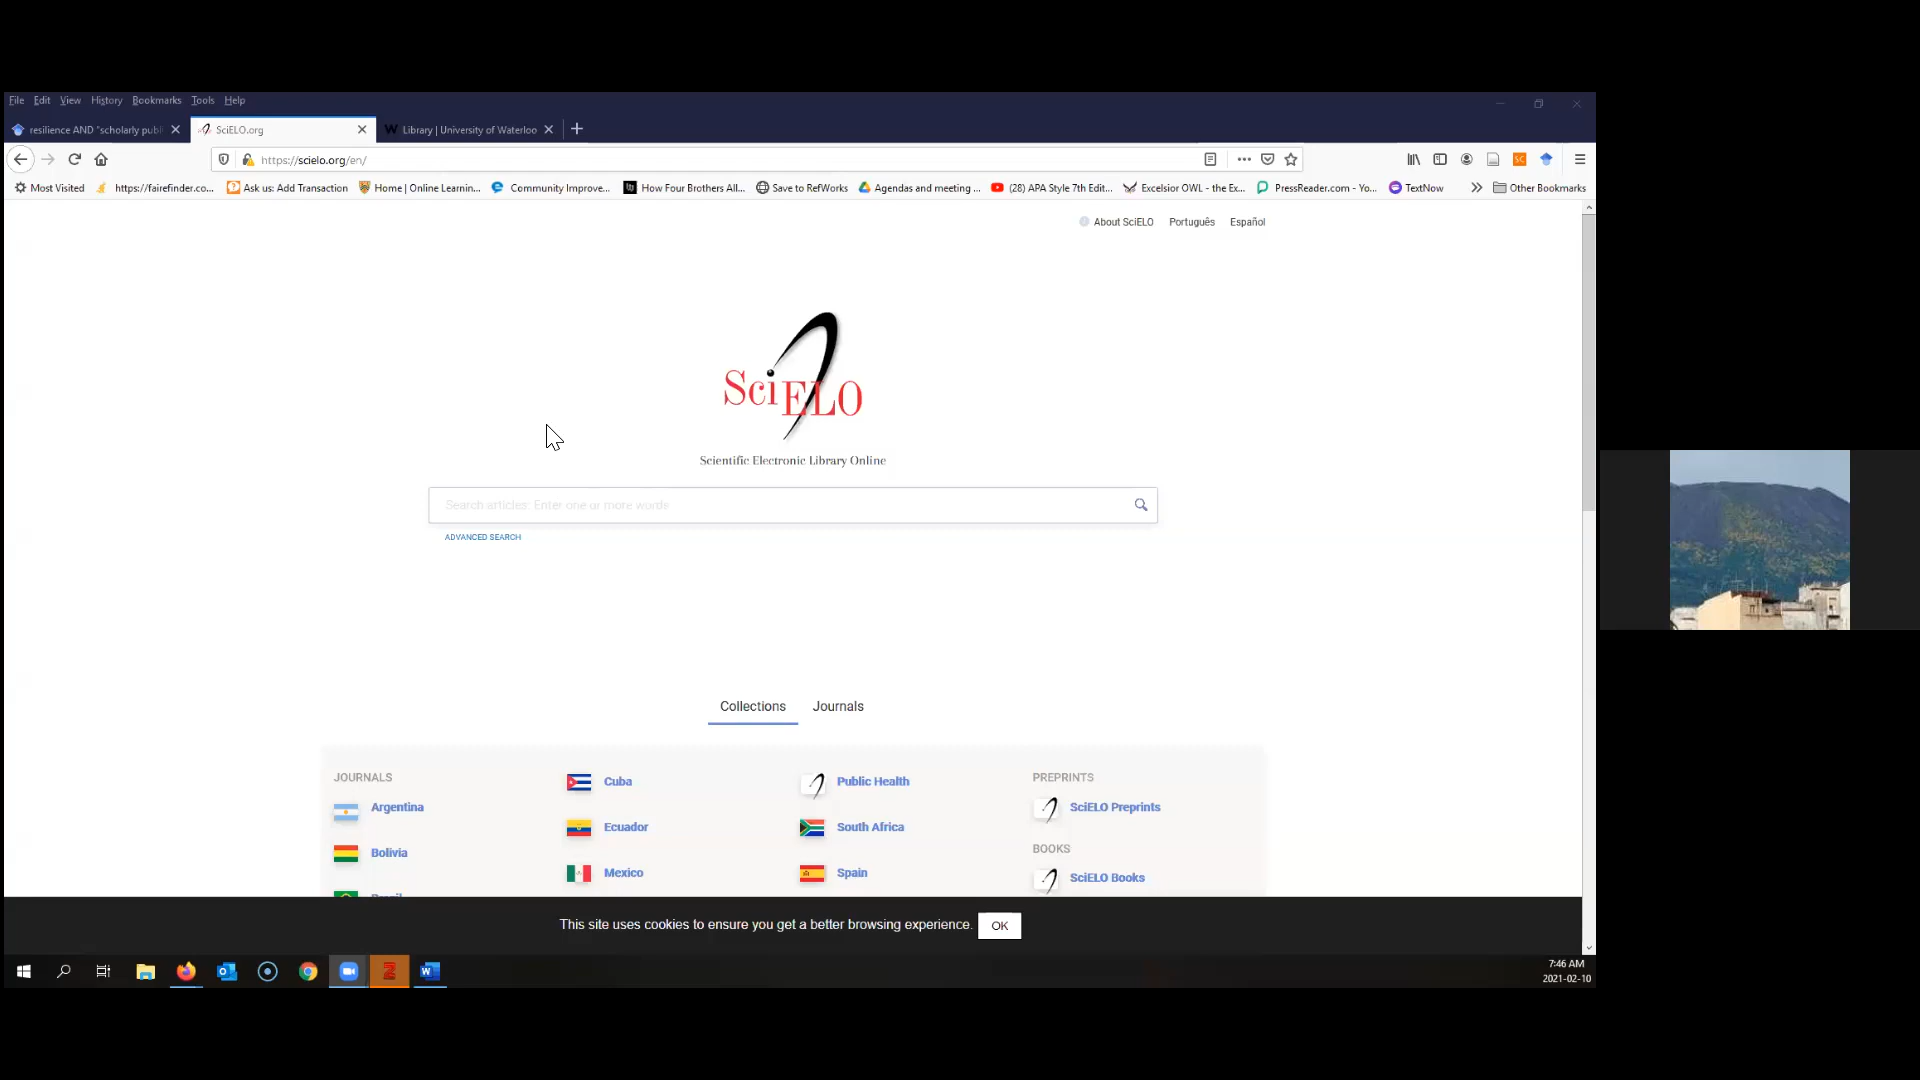 File Edit View History Bookmarks Tools Help
resilience AND "scholarly publi
SciELO.org
Library | University of Waterloo
https://scielo.org/en/
Most Visited https://fairefinder.co... Ask us: Add Transaction Home | Online Learnin... Community Improve... How Four Brothers All... Save to RefWorks Agendas and meeting ... (28) APA Style 7th Edit... Excelsior OWL - the Ex... PressReader.com - Yo... TextNow Other Bookmarks
About SciELO Português Español
SciELO
Scientific Electronic Library Online
Search articles: Enter one or more words
ADVANCED SEARCH
Collections Journals
JOURNALS
Argentina
Bolivia
Brazil
Cuba
Ecuador
Mexico
Public Health
South Africa
Spain
PREPRINTS
SciELO Preprints
BOOKS
SciELO Books
This site uses cookies to ensure you get a better browsing experience. OK
7:46 AM
2021-02-10